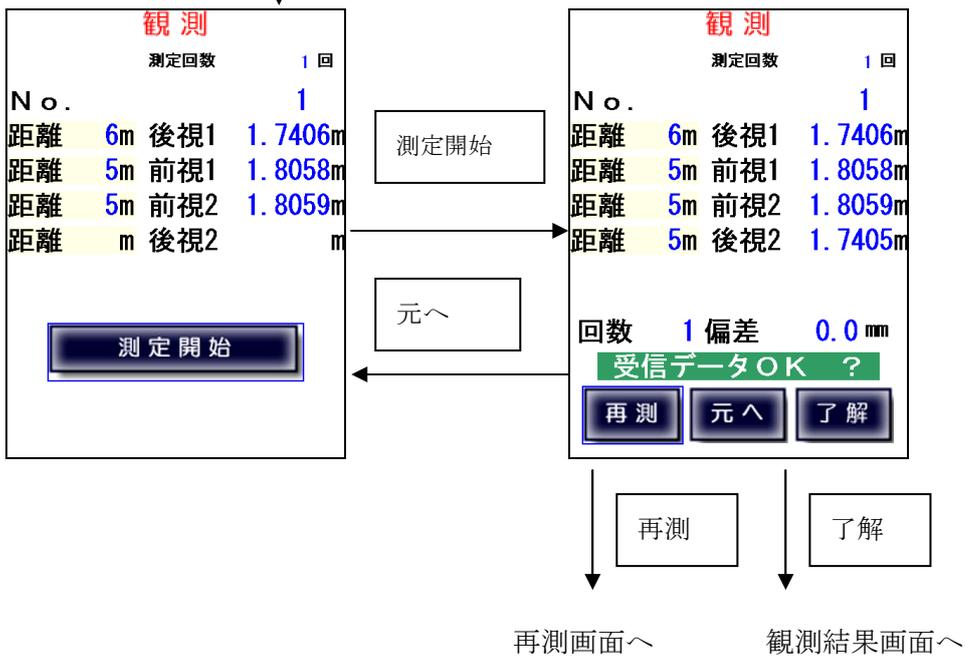 観 測
測定回数 1 回
Ｎｏ. 1
距離 6m 後視1 1.7406m
距離 5m 前視1 1.8058m
距離 5m 前視2 1.8059m
距離 m 後視2 m
測定開始
測定開始
元へ
観 測
測定回数 1 回
Ｎｏ. 1
距離 6m 後視1 1.7406m
距離 5m 前視1 1.8058m
距離 5m 前視2 1.8059m
距離 5m 後視2 1.7405m
回数 1 偏差 0.0 mm
受信データＯＫ ？
再 測 元 へ 了 解
再測
了解
再測画面へ
観測結果画面へ